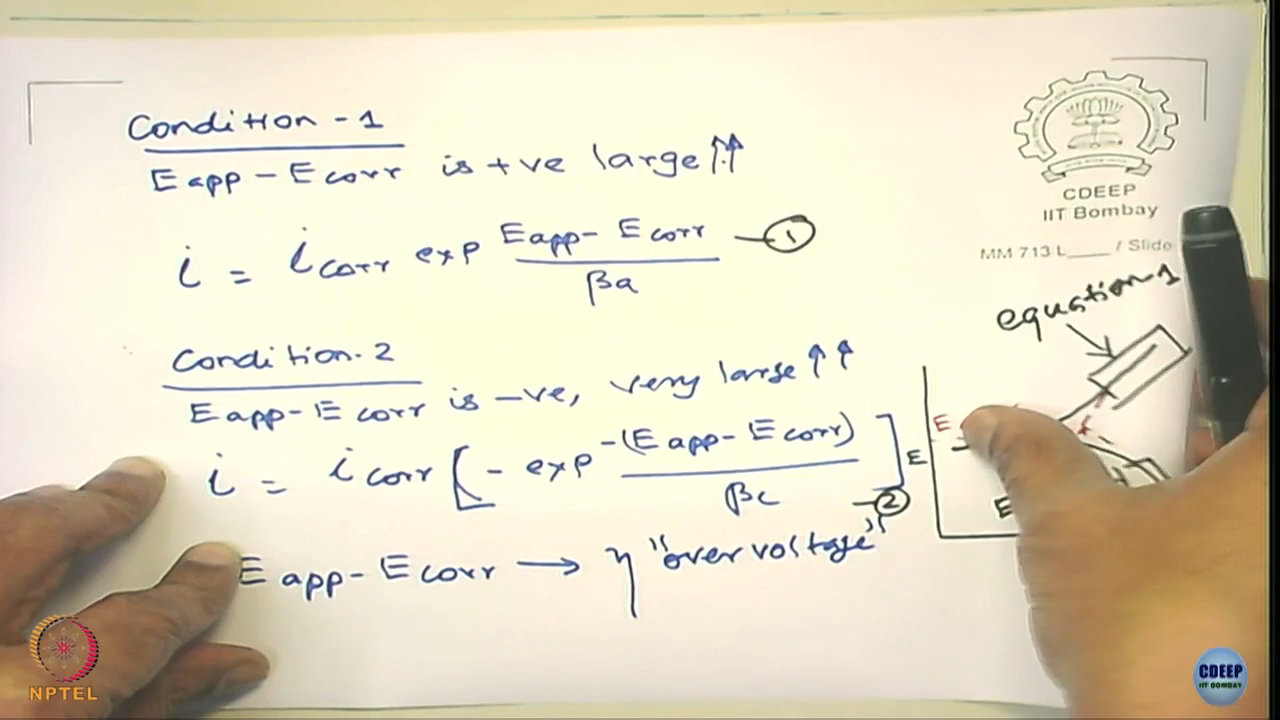 Condition - 1
Eapp - Ecorr is +ve large ↑↑
i = icorr exp Eapp - Ecorr / βa — ①
Condition - 2
Eapp - Ecorr is -ve, very large ↑ ↑
i = icorr [ - exp -(Eapp - Ecorr) / βc ] — ②
Eapp - Ecorr → η "over voltage"
CDEEP
IIT Bombay
MM 713 L____ / Slide
equation-1
E
E
E
NPTEL
CDEEP
IIT BOMBAY